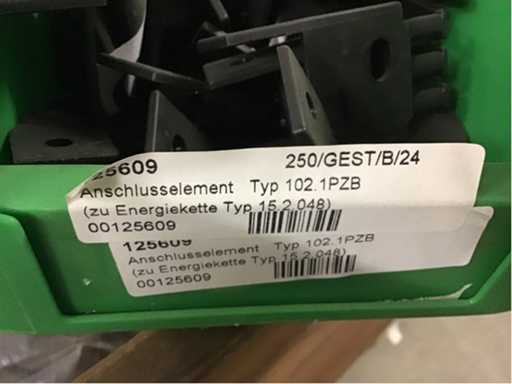 125609 250/GEST/B/24
Anschlusselement Typ 102.1PZB
(zu Energiekette Typ 15.2.048)
00125609
125609
Anschlusselement Typ 102.1PZB
(zu Energiekette Typ 15.2.048)
00125609